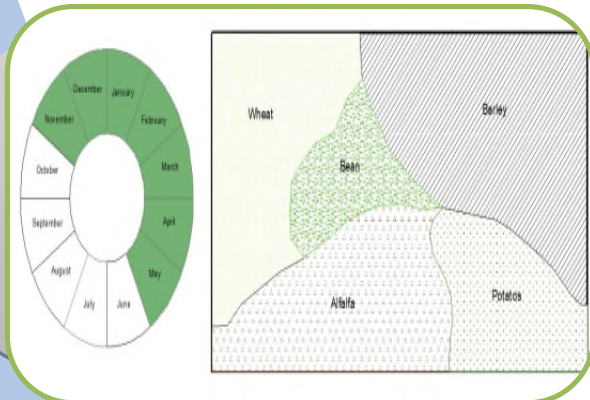 January
February
March
April
May
June
July
August
September
October
November
December
Wheat
Bean
Barley
Alfalfa
Potatos